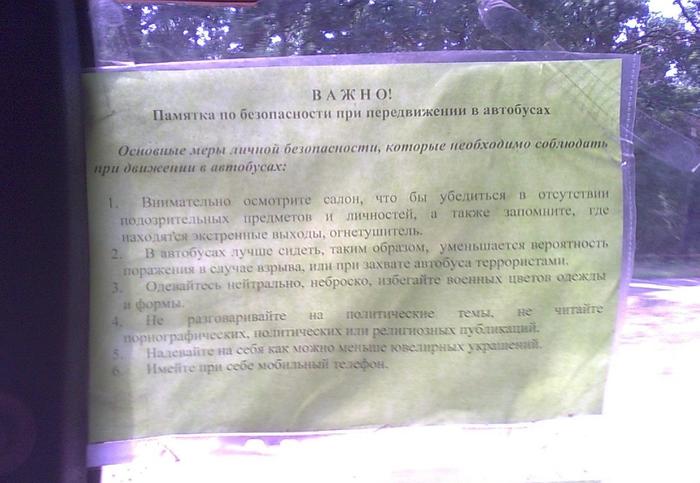 ВАЖНО!
Памятка по безопасности при передвижении в автобусах
Основные меры личной безопасности, которые необходимо соблюдать
при движении в автобусах:
1. Внимательно осмотрите салон, что бы убедиться в отсутствии
подозрительных предметов и личностей, а также запомните, где
находятся экстренные выходы, огнетушитель.
2. В автобусах лучше сидеть, таким образом, уменьшается вероятность
поражения в случае взрыва, или при захвате автобуса террористами.
3. Одевайтесь нейтрально, неброско, избегайте военных цветов одежды
и формы.
4. Не разговаривайте на политические темы, не читайте
порнографических, политических или религиозных публикаций.
5. Надевайте на себя как можно меньше ювелирных украшений.
6. Имейте при себе мобильный телефон.